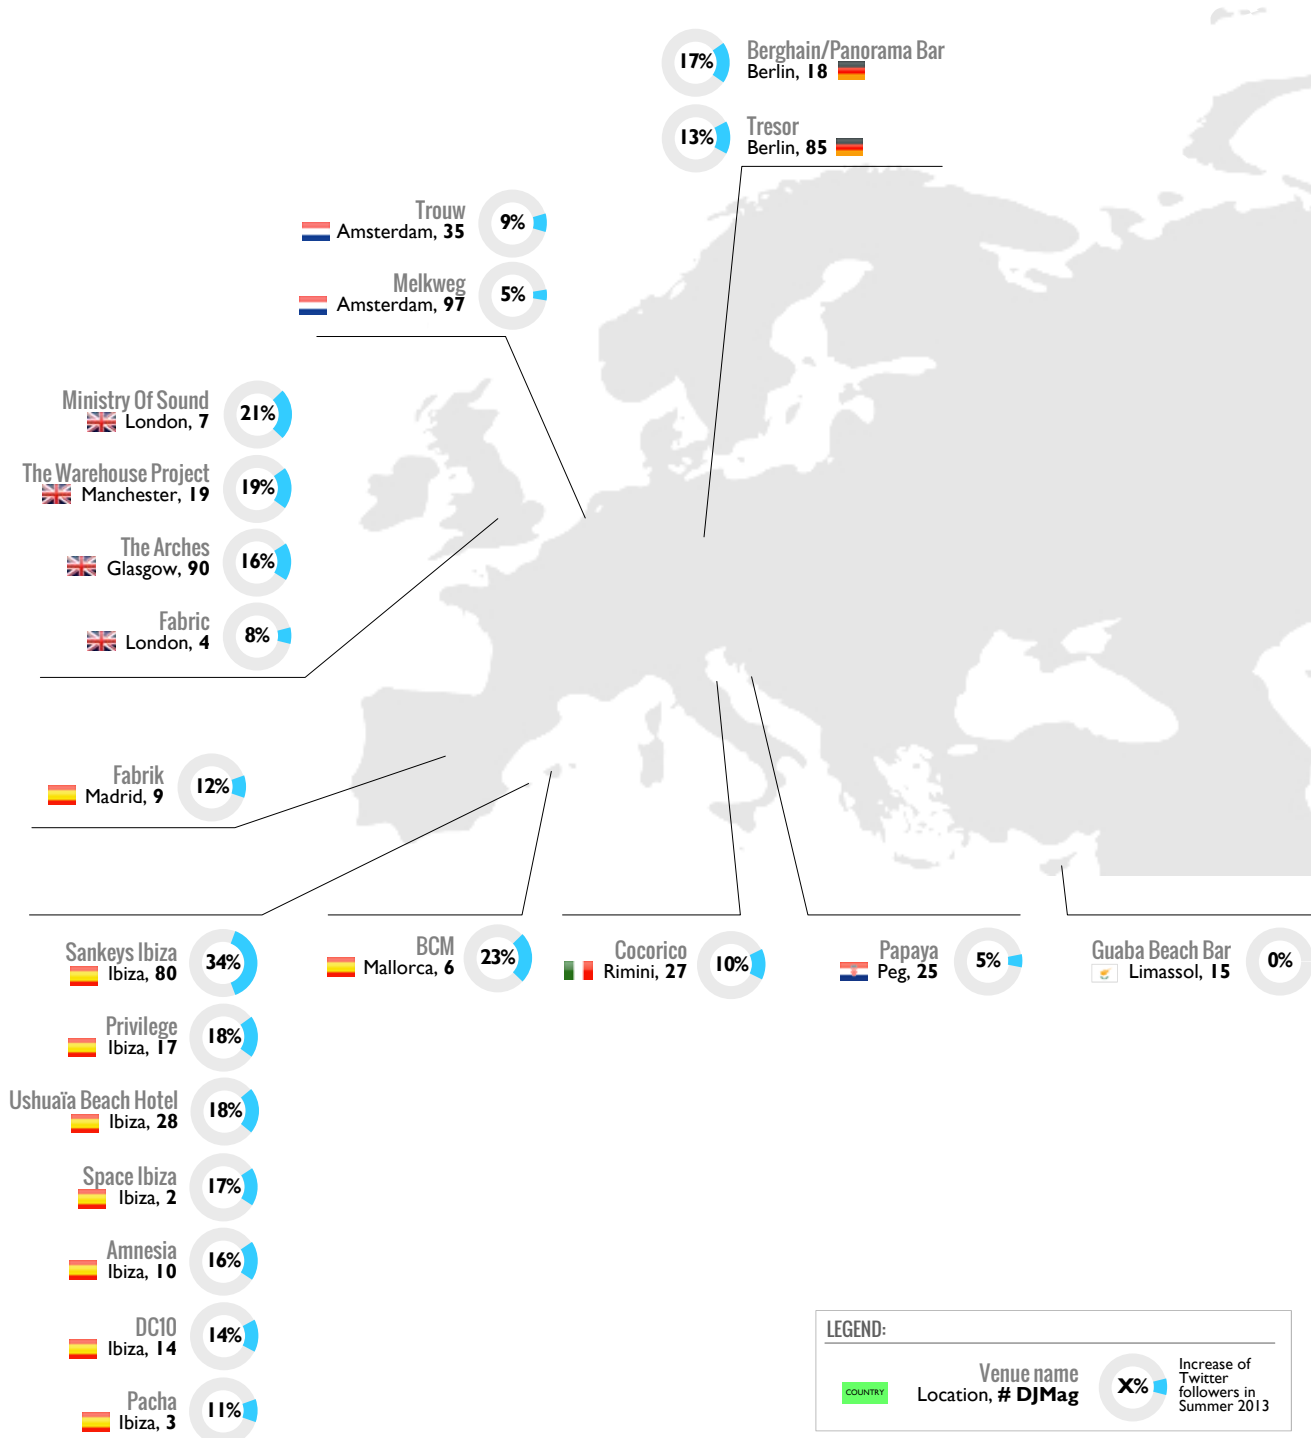 17%
Berghain/Panorama Bar
Berlin, 18
13%
Tresor
Berlin, 85
Trouw
Amsterdam, 35
9%
Melkweg
Amsterdam, 97
5%
Ministry Of Sound
London, 7
21%
The Warehouse Project
Manchester, 19
19%
The Arches
Glasgow, 90
16%
Fabric
London, 4
8%
Fabrik
Madrid, 9
12%
Sankeys Ibiza
Ibiza, 80
34%
BCM
Mallorca, 6
23%
Cocorico
Rimini, 27
10%
Papaya
Peg, 25
5%
Guaba Beach Bar
Limassol, 15
0%
Privilege
Ibiza, 17
18%
Ushuaïa Beach Hotel
Ibiza, 28
18%
Space Ibiza
Ibiza, 2
17%
Amnesia
Ibiza, 10
16%
DC10
Ibiza, 14
14%
Pacha
Ibiza, 3
11%
LEGEND:
COUNTRY
Venue name
Location, # DJMag
X%
Increase of
Twitter
followers in
Summer 2013